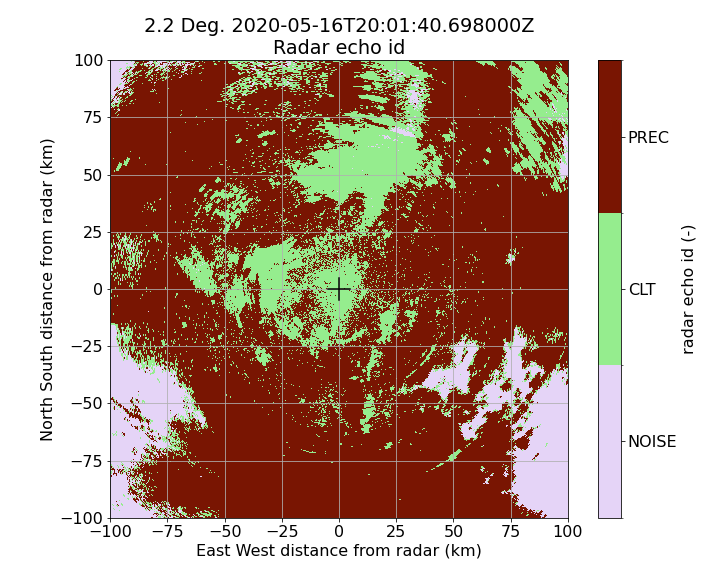 2.2 Deg. 2020-05-16T20:01:40.698000Z
Radar echo id
100
75
50
25
0
−25
−50
−75
−100
−100
−75
−50
−25
0
25
50
75
100
North South distance from radar (km)
East West distance from radar (km)
PREC
CLT
NOISE
radar echo id (-)